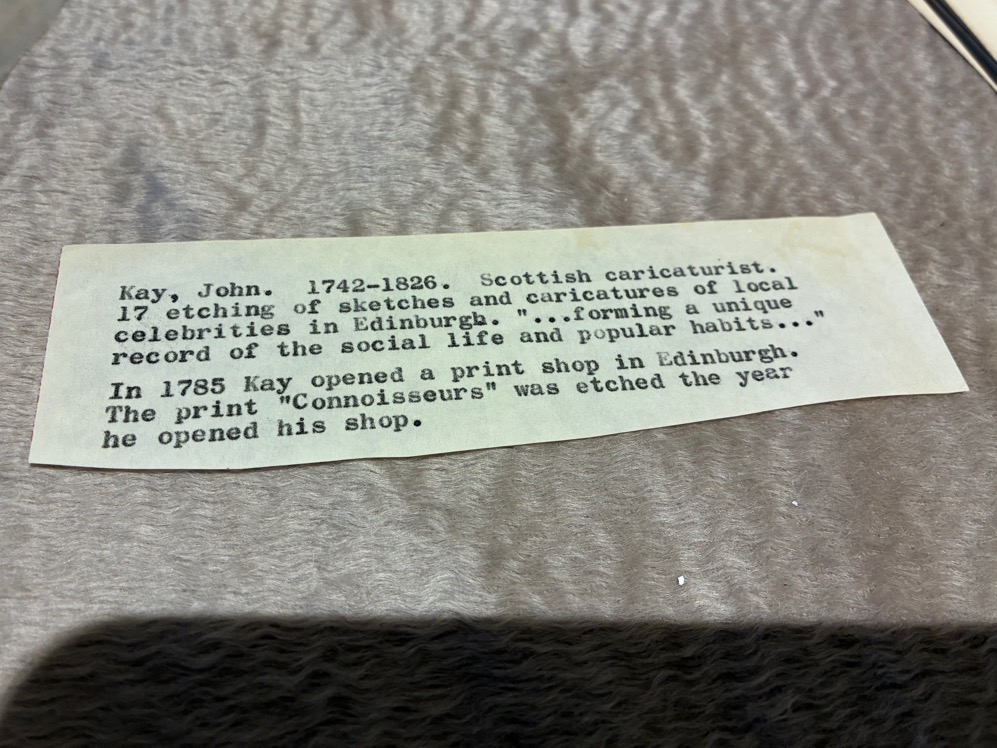 Kay, John.  1742-1826.  Scottish caricaturist.
17 etching of sketches and caricatures of local
celebrities in Edinburgh. "...forming a unique
record of the social life and popular habits..."
In 1785 Kay opened a print shop in Edinburgh.
The print "Connoisseurs" was etched the year
he opened his shop.